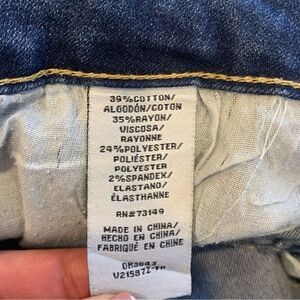 39%COTTON/
ALGODÓN/COTON
35%RAYON/
VISCOSA/
RAYONNE
24%POLYESTER/
POLIÉSTER/
POLYESTER
2%SPANDEX/
ELASTANO/
ÉLASTHANNE
RN#73149
MADE IN CHINA/
HECHO EN CHINA/
FABRIQUÉ EN CHINE